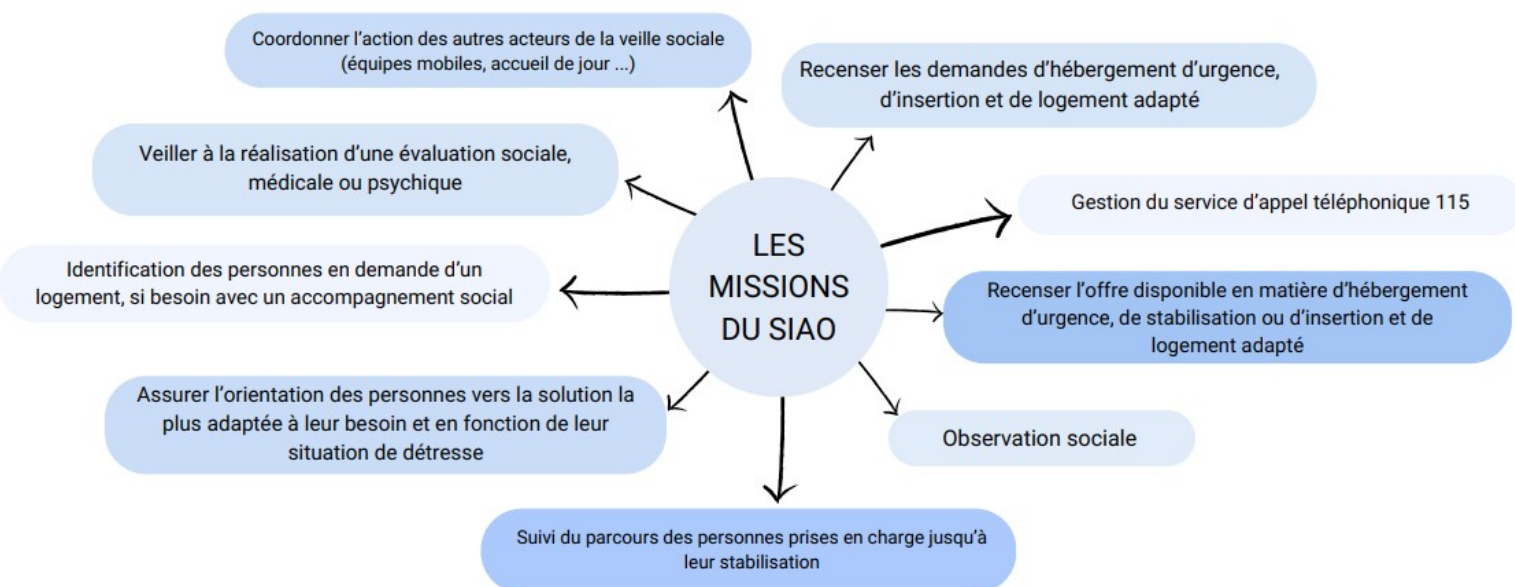 Coordonner l'action des autres acteurs de la veille sociale
(équipes mobiles, accueil de jour ...)
Recenser les demandes d'hébergement d'urgence,
d'insertion et de logement adapté
Veiller à la réalisation d'une évaluation sociale,
médicale ou psychique
Gestion du service d'appel téléphonique 115
LES
MISSIONS
DU SIAO
Identification des personnes en demande d'un
logement, si besoin avec un accompagnement social
Recenser l'offre disponible en matière d'hébergement
d'urgence, de stabilisation ou d'insertion et de
logement adapté
Assurer l'orientation des personnes vers la solution la
plus adaptée à leur besoin et en fonction de leur
situation de détresse
Observation sociale
Suivi du parcours des personnes prises en charge jusqu'à
leur stabilisation